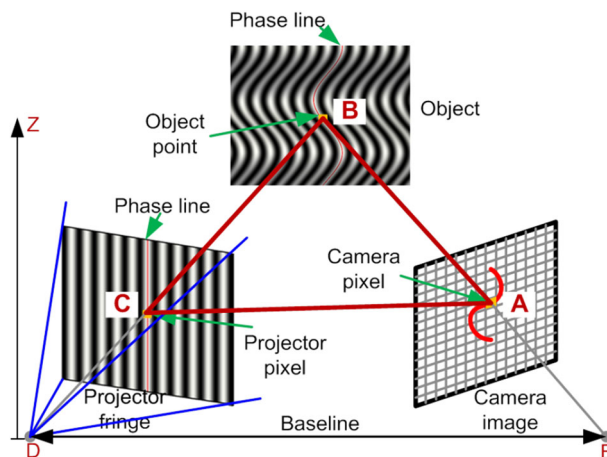 Phase line
Z
B
Object
Object
point
Phase line
Camera
pixel
C
A
Projector
pixel
Projector
fringe
Baseline
Camera
image
D